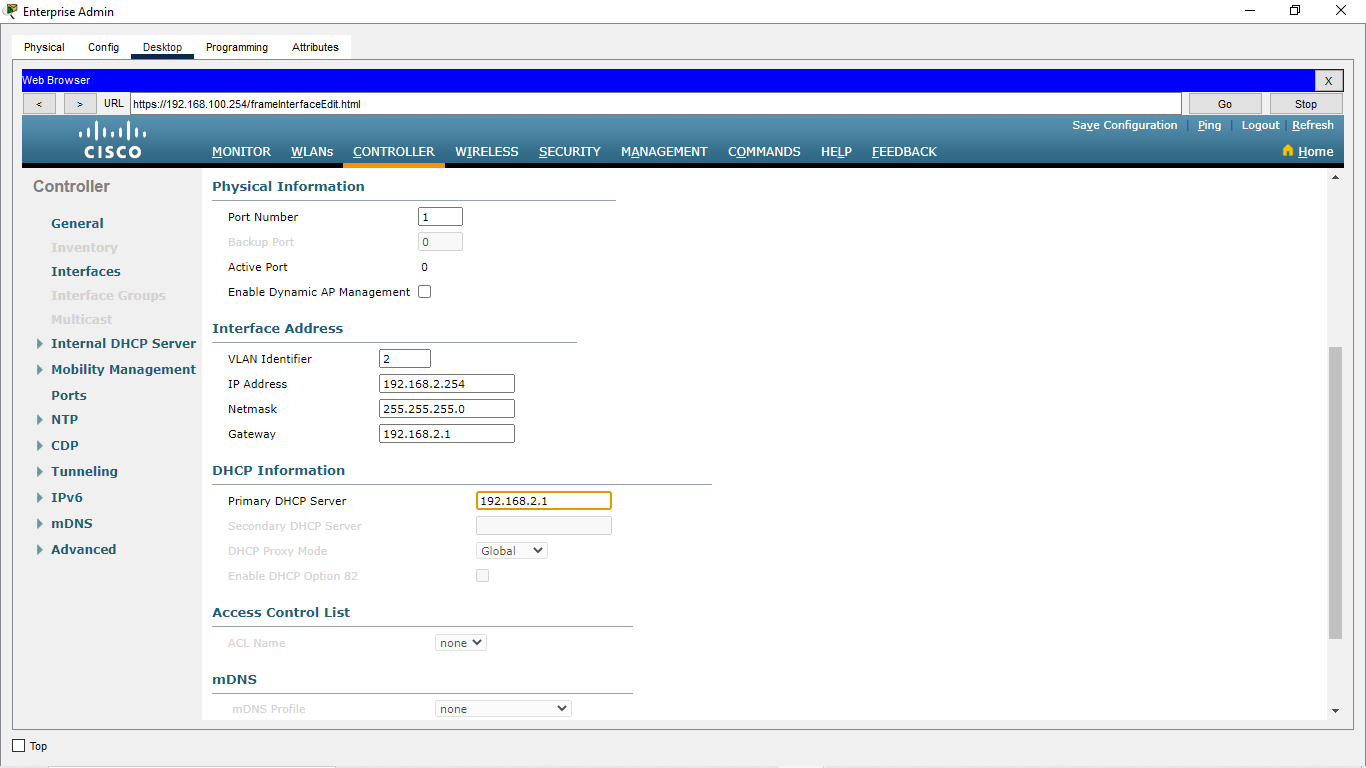 Enterprise Admin
Physical Config Desktop Programming Attributes
Web Browser X
< > URL https://192.168.100.254/frameInterfaceEdit.html Go Stop
Save Configuration Ping Logout Refresh
CISCO
MONITOR WLANs CONTROLLER WIRELESS SECURITY MANAGEMENT COMMANDS HELP FEEDBACK Home
Controller
General
Inventory
Interfaces
Interface Groups
Multicast
Internal DHCP Server
Mobility Management
Ports
NTP
CDP
Tunneling
IPv6
mDNS
Advanced
Physical Information
Port Number 1
Backup Port 0
Active Port 0
Enable Dynamic AP Management
Interface Address
VLAN Identifier 2
IP Address 192.168.2.254
Netmask 255.255.255.0
Gateway 192.168.2.1
DHCP Information
Primary DHCP Server 192.168.2.1
Secondary DHCP Server
DHCP Proxy Mode Global
Enable DHCP Option 82
Access Control List
ACL Name none
mDNS
mDNS Profile none
Top